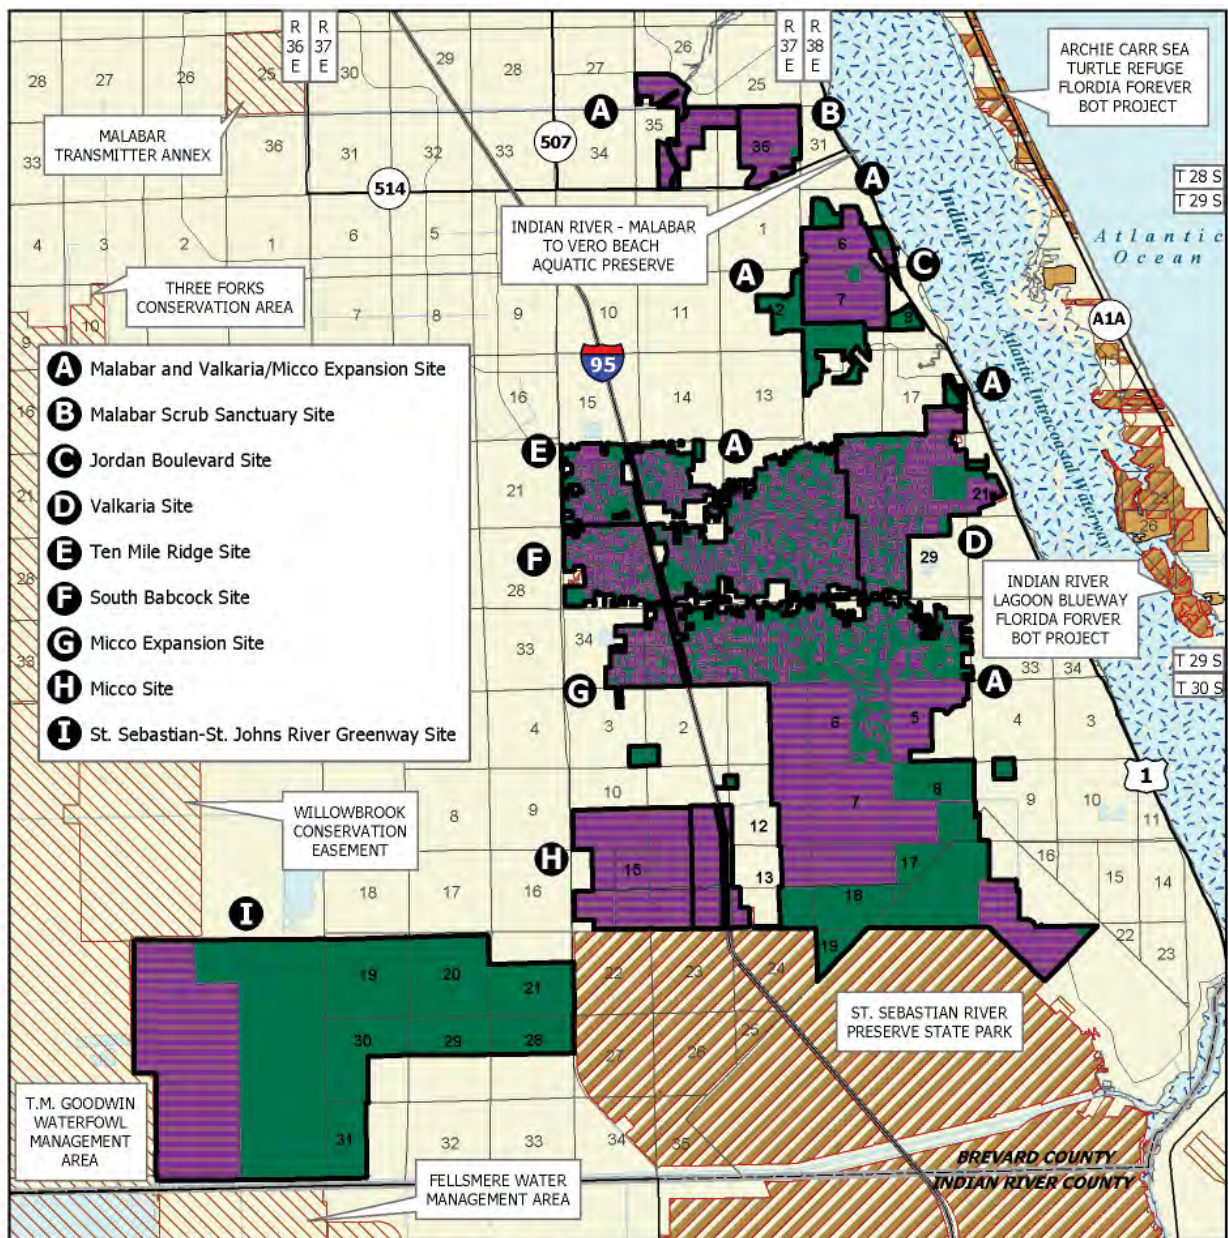 R
36
E
R
37
E
R
37
E
R
38
E
ARCHIE CARR SEA
TURTLE REFUGE
FLORDIA FOREVER
BOT PROJECT
MALABAR
TRANSMITTER ANNEX
507
514
A
B
A
T 28 S
T 29 S
INDIAN RIVER - MALABAR
TO VERO BEACH
AQUATIC PRESERVE
Indian River
Atlantic
Ocean
THREE FORKS
CONSERVATION AREA
A
C
A1A
Atlantic Intracoastal Waterway
95
A Malabar and Valkaria/Micco Expansion Site
B Malabar Scrub Sanctuary Site
C Jordan Boulevard Site
D Valkaria Site
E Ten Mile Ridge Site
F South Babcock Site
G Micco Expansion Site
H Micco Site
I St. Sebastian-St. Johns River Greenway Site
28 27 26 25 30 29 28 27 26 25
33 36 31 32 33 34 35 36 31
4 3 2 1 6 5 1 6
9 10 7 8 9 10 11 2 7 8
16 16 15 14 13 17 15
A
E
A
21 21 21 23
26
F
D
28 28 29
INDIAN RIVER
LAGOON BLUEWAY
FLORIDA FORVER
BOT PROJECT
33 33 34 33 34
T 29 S
T 30 S
G
A
4 3 2 6 5 4 3
1
WILLOWBROOK
CONSERVATION
EASEMENT
8 9 10 12 7 8 9 10 11
H
18 17 16 15 13 18 17 16 15 14
I
19 20 21 22 23 24 19 22 23
ST. SEBASTIAN RIVER
PRESERVE STATE PARK
30 29 28 27 26 25
T.M. GOODWIN
WATERFOWL
MANAGEMENT
AREA
31 32 33 34 35
BREVARD COUNTY
INDIAN RIVER COUNTY
FELLSMERE WATER
MANAGEMENT AREA